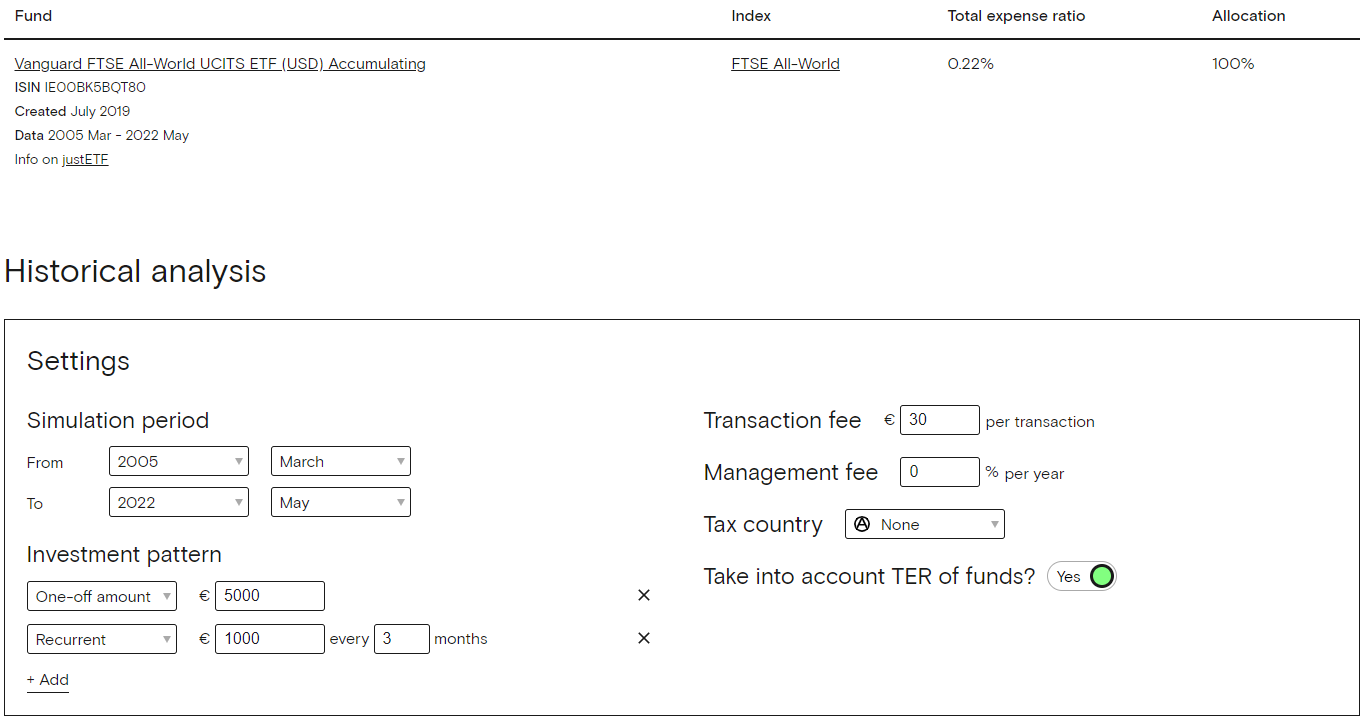 Fund Index Total expense ratio Allocation
Vanguard FTSE All-World UCITS ETF (USD) Accumulating FTSE All-World 0.22% 100%
ISIN IE00BK5BQT80
Created July 2019
Data 2005 Mar - 2022 May
Info on justETF
Historical analysis
Settings
Simulation period
From 2005 March
To 2022 May
Investment pattern
One-off amount € 5000 ×
Recurrent € 1000 every 3 months ×
+ Add
Transaction fee € 30 per transaction
Management fee 0 % per year
Tax country None
Take into account TER of funds? Yes